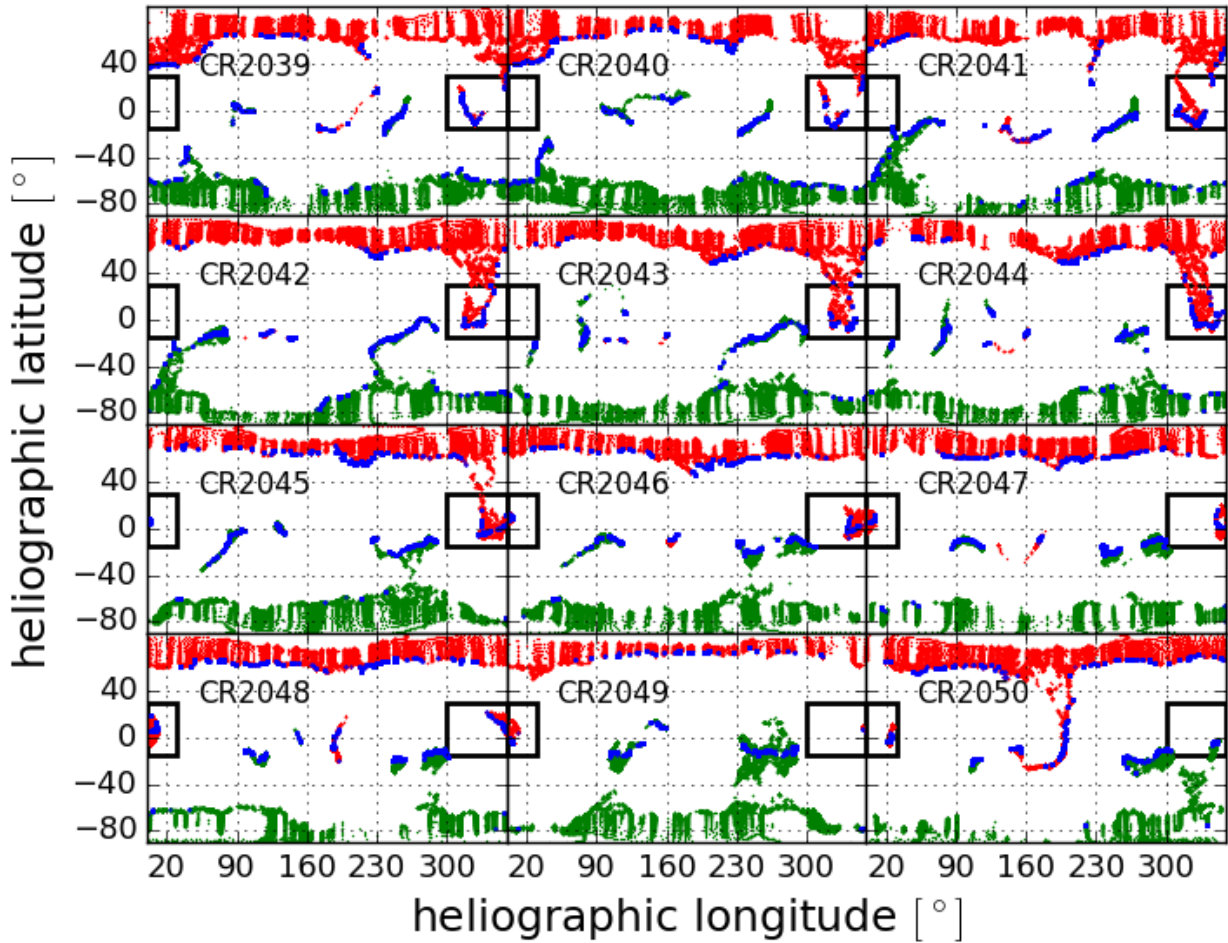 heliographic latitude [°]
40
0
−40
−80
CR2039
CR2040
CR2041
40
0
−40
−80
CR2042
CR2043
CR2044
40
0
−40
−80
CR2045
CR2046
CR2047
40
0
−40
−80
CR2048
CR2049
CR2050
20 90 160 230 300 20 90 160 230 300 20 90 160 230 300
heliographic longitude [°]